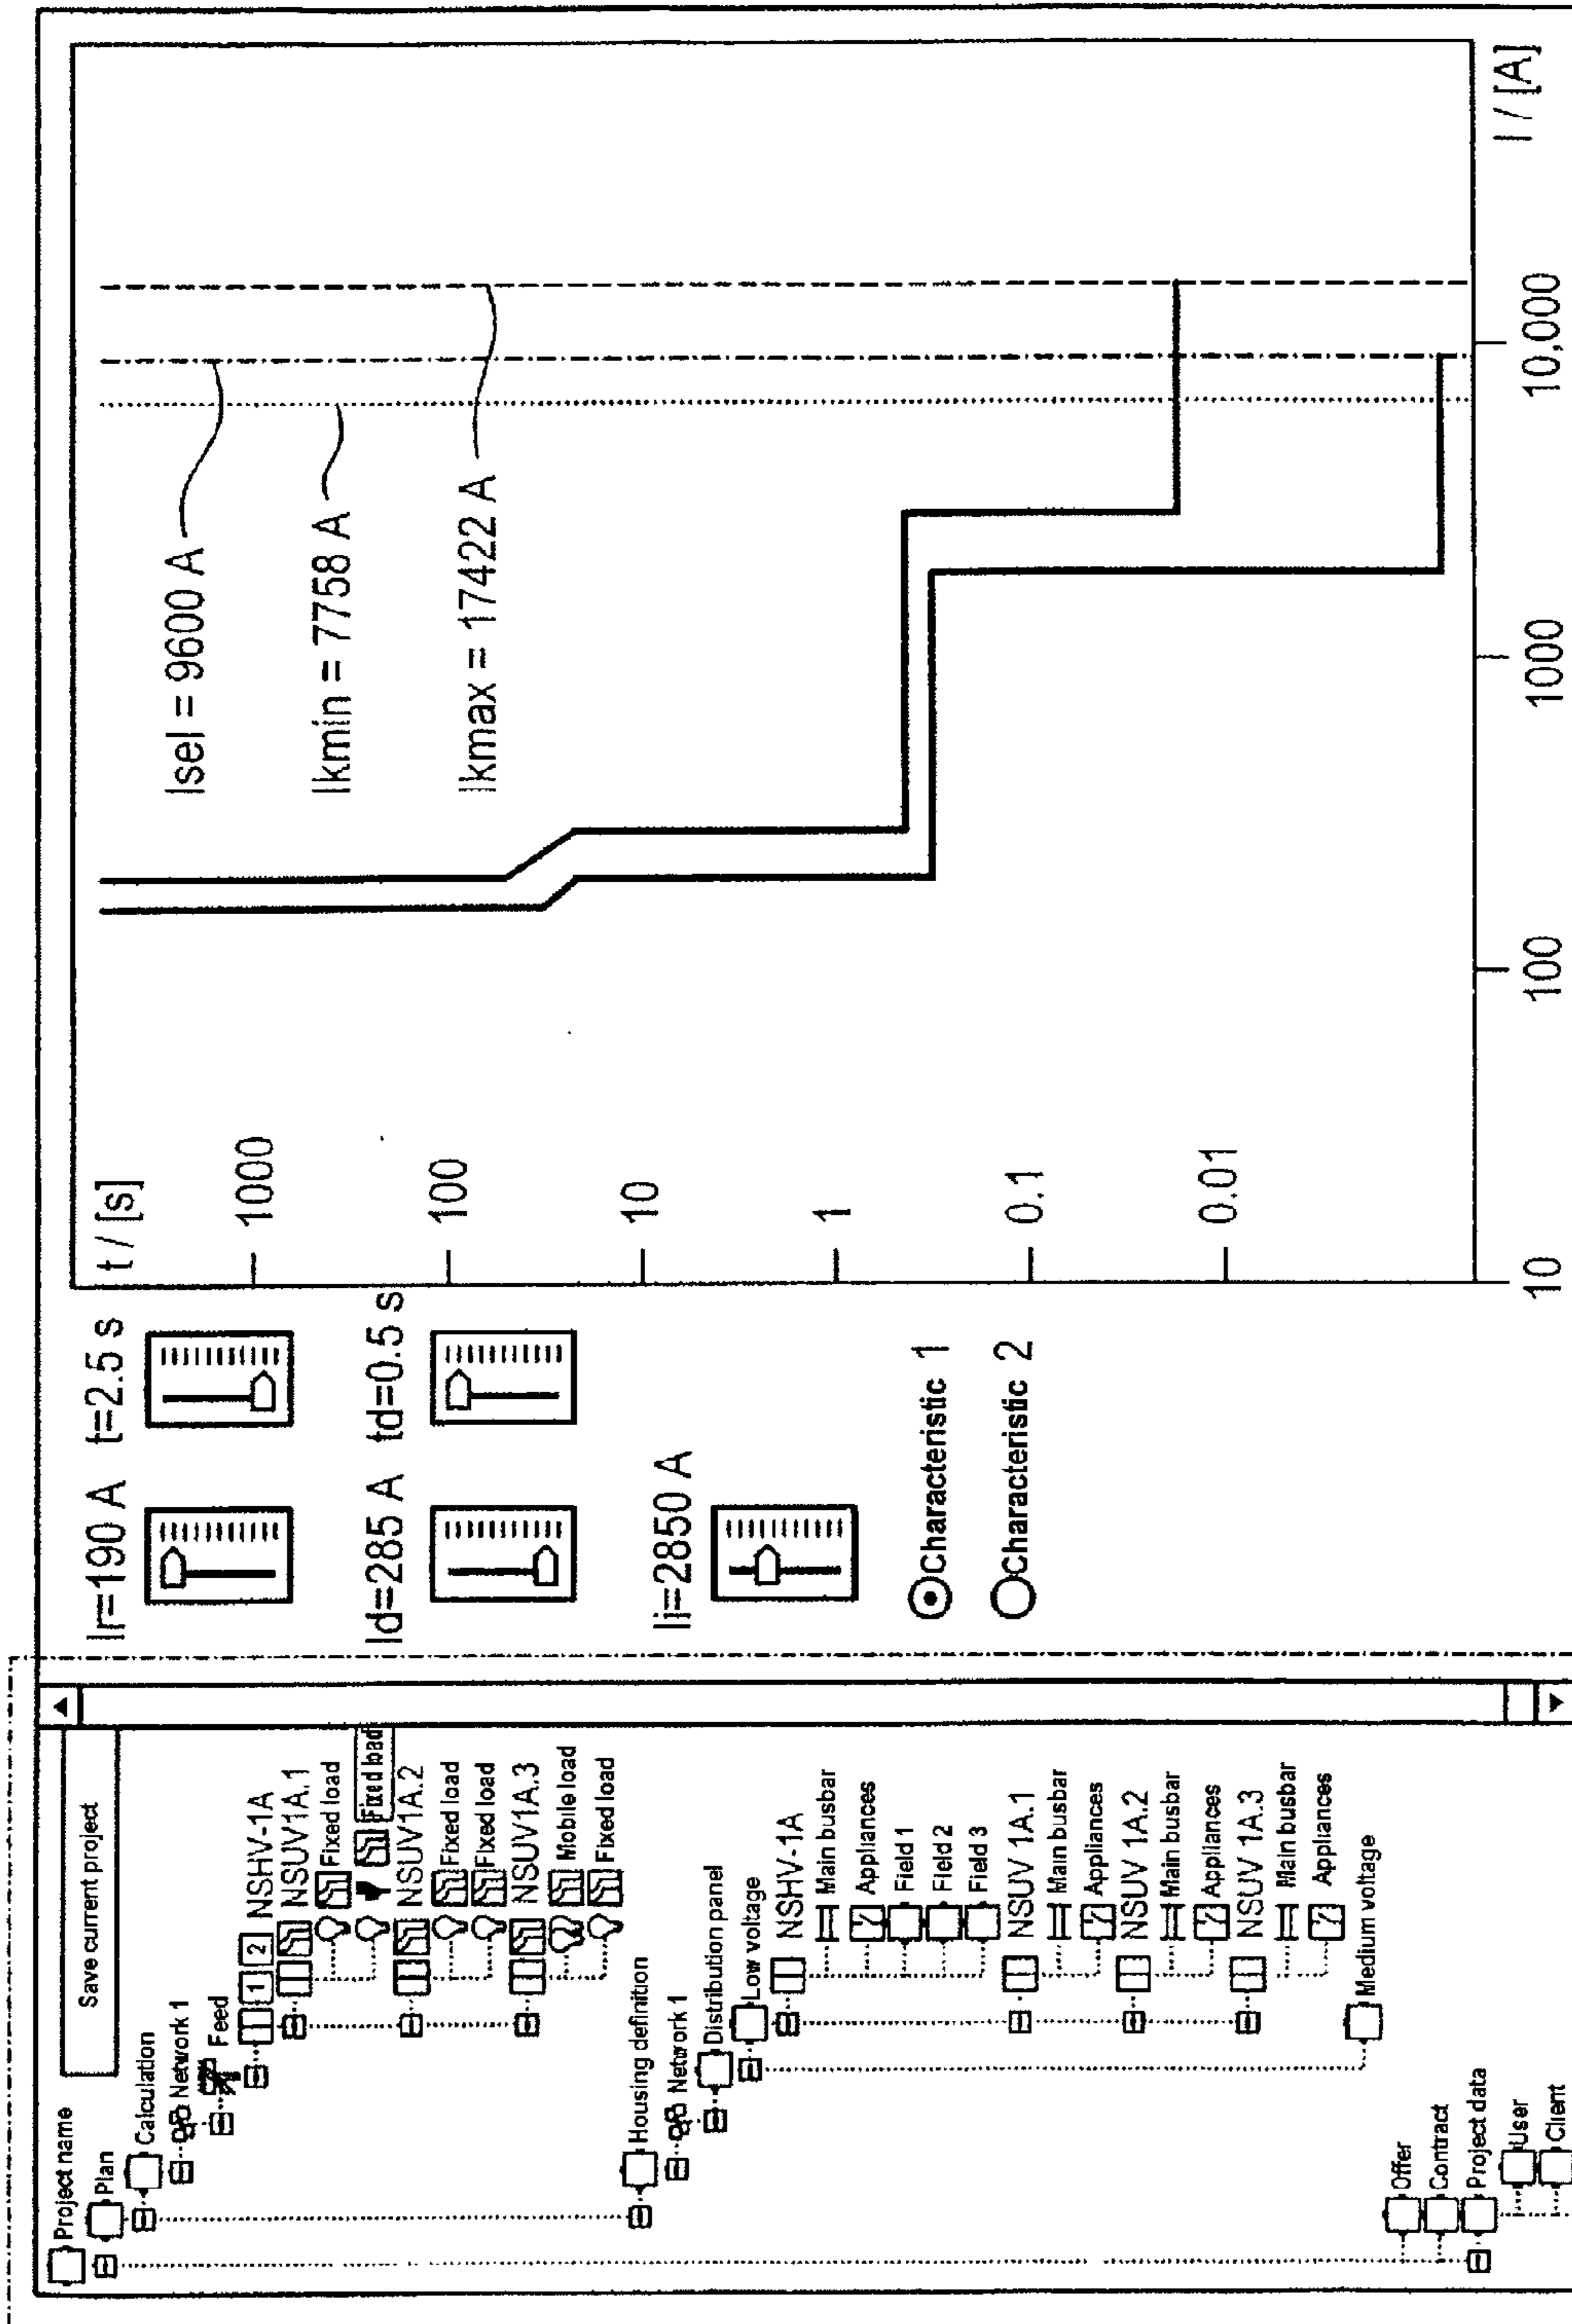 Save current project
Project name
Plan
Calculation
Network 1
Feed
1 2 NSHV-1A
NSUV1A.1
Fixed load
Fixed load
NSUV1A.2
Fixed load
Fixed load
NSUV1A.3
Mobile load
Fixed load
Housing definition
Network 1
Distribution panel
Low voltage
NSHV-1A
Main busbar
Appliances
Field 1
Field 2
Field 3
NSUV 1A.1
Main busbar
Appliances
NSUV 1A.2
Main busbar
Appliances
NSUV 1A.3
Main busbar
Appliances
Medium voltage
Offer
Contract
Project data
User
Client
Ir=190 A t=2.5 s
Id=285 A td=0.5 s
Ii=2850 A
Characteristic 1
Characteristic 2
t / [s]
1000
100
10
1
0.1
0.01
Isel = 9600 A
Ikmin = 7758 A
Ikmax = 17422 A
10 100 1000 10,000
I / [A]